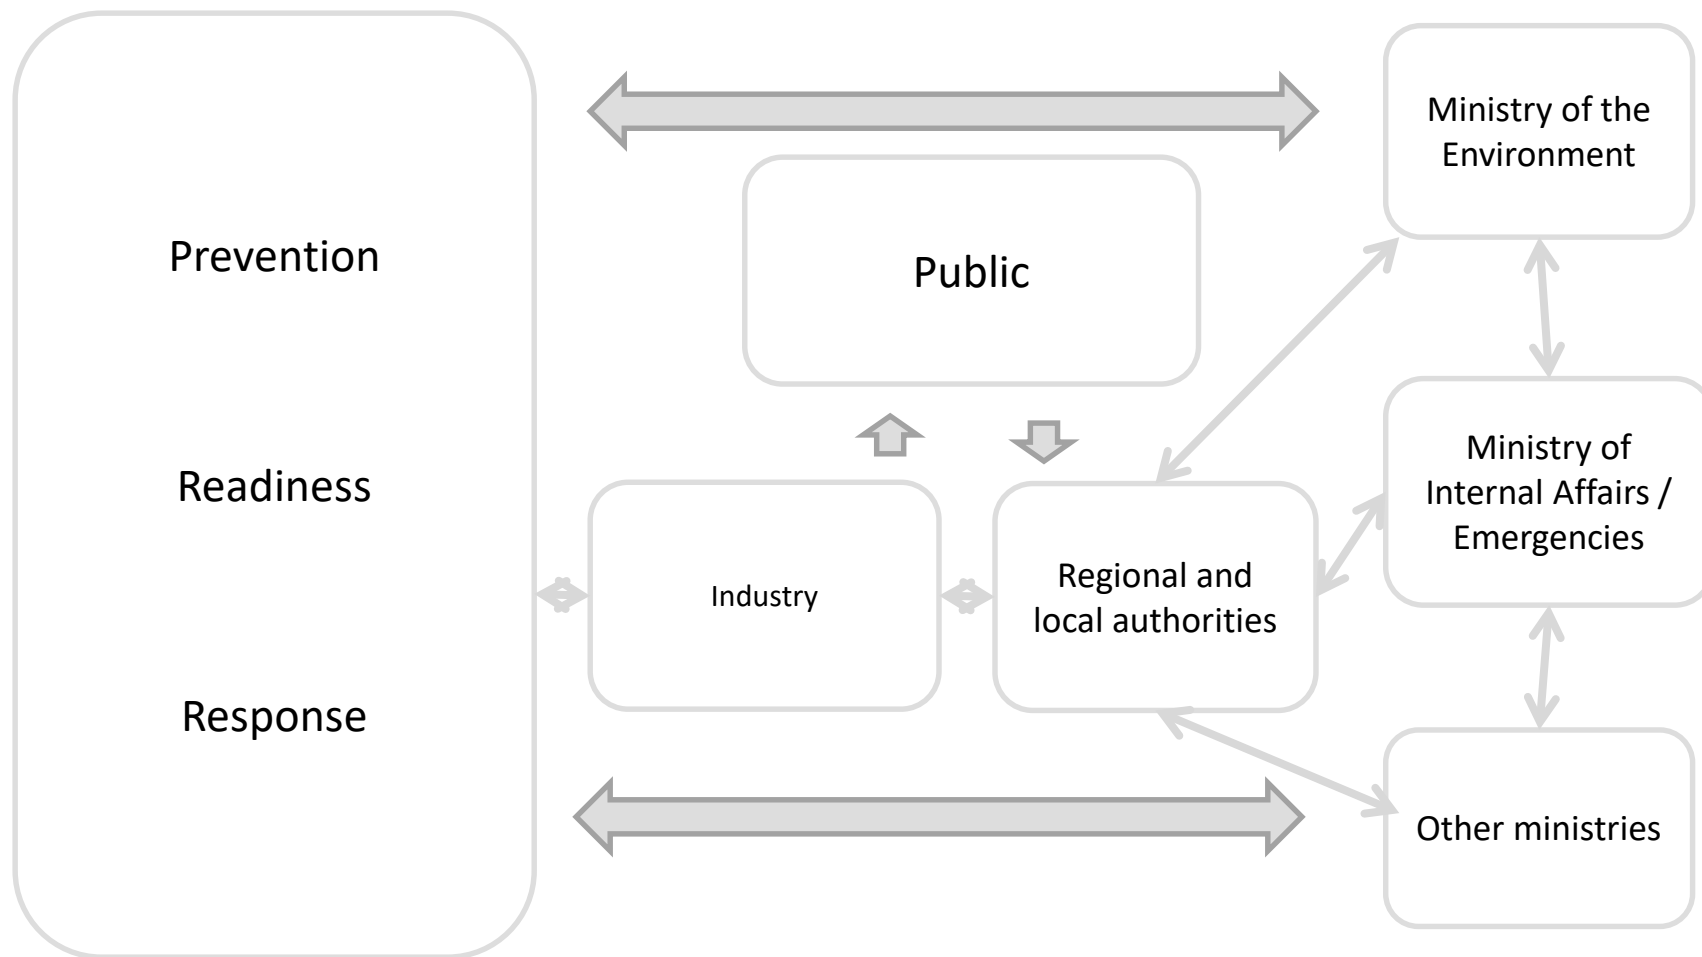 Prevention
Readiness
Response
Public
Industry
Regional and
local authorities
Ministry of the
Environment
Ministry of
Internal Affairs /
Emergencies
Other ministries